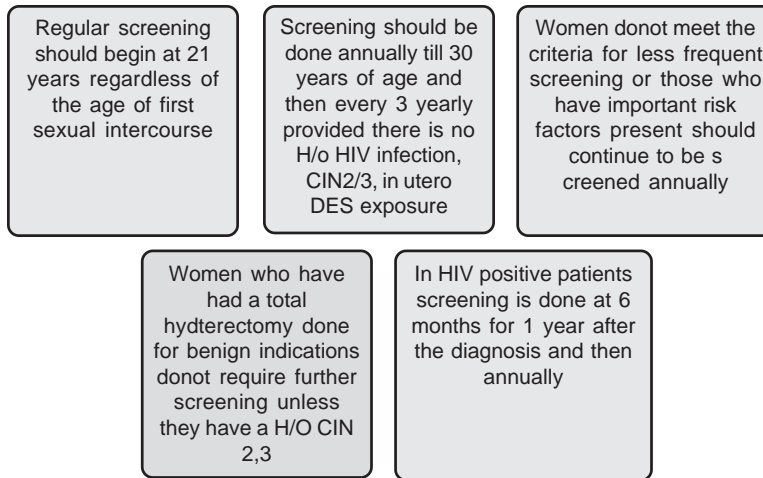 Regular screening
should begin at 21
years regardless of
the age of first
sexual intercourse
Screening should be
done annually till 30
years of age and
then every 3 yearly
provided there is no
H/o HIV infection,
CIN2/3, in utero
DES exposure
Women donot meet the
criteria for less frequent
screening or those who
have important risk
factors present should
continue to be s
creened annually
Women who have
had a total
hydterectomy done
for benign indications
donot require further
screening unless
they have a H/O CIN
2,3
In HIV positive patients
screening is done at 6
months for 1 year after
the diagnosis and then
annually